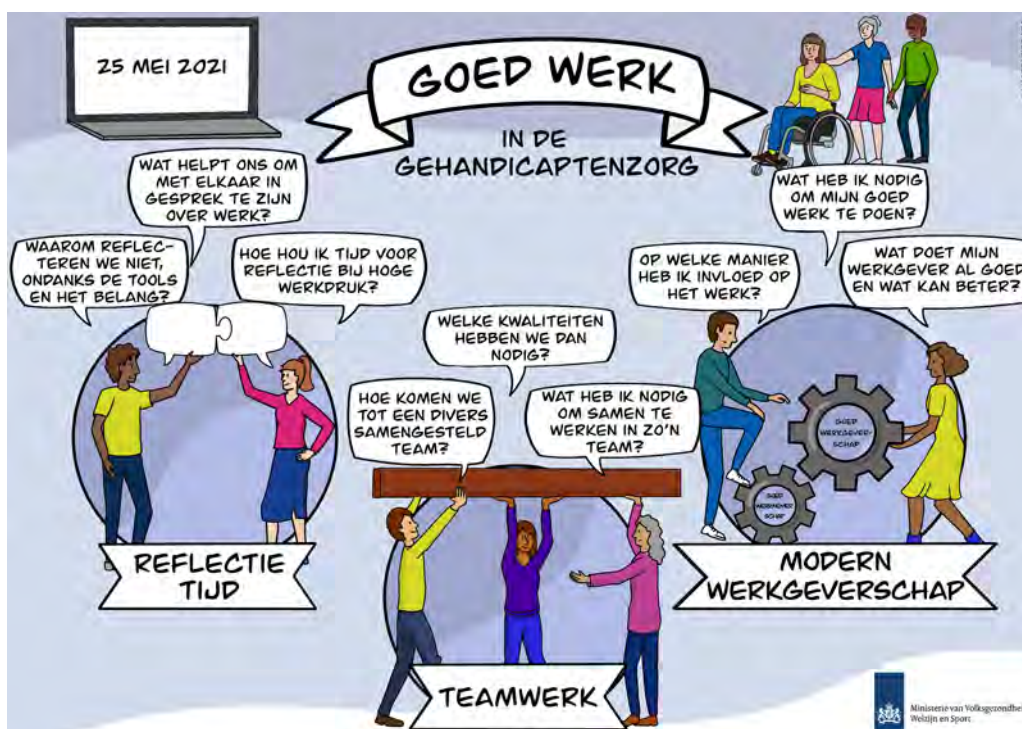 25 MEI 2021
GOED WERK
IN DE
GEHANDICAPTENZORG
WAT HELPT ONS OM
MET ELKAAR IN
GESPREK TE ZIJN
OVER WERK?
WAAROM REFLEC-
TEREN WE NIET,
ONDANKS DE TOOLS
EN HET BELANG?
HOE HOU IK TIJD VOOR
REFLECTIE BIJ HOGE
WERKDRUK?
REFLECTIE
TIJD
WELKE KWALITEITEN
HEBBEN WE DAN
NODIG?
HOE KOMEN WE
TOT EEN DIVERS
SAMENGESTELD
TEAM?
WAT HEB IK NODIG
OM SAMEN TE
WERKEN IN ZO'N
TEAM?
TEAMWERK
WAT HEB IK NODIG
OM MIJN GOED
WERK TE DOEN?
OP WELKE MANIER
HEB IK INVLOED OP
HET WERK?
WAT DOET MIJN
WERKGEVER AL GOED
EN WAT KAN BETER?
GOED
WERKGEVER-
SCHAP
GOED
WERKNEMER
SCHAP
MODERN
WERKGEVERSCHAP
Ministerie van Volksgezondhe
Welzijn en Sport